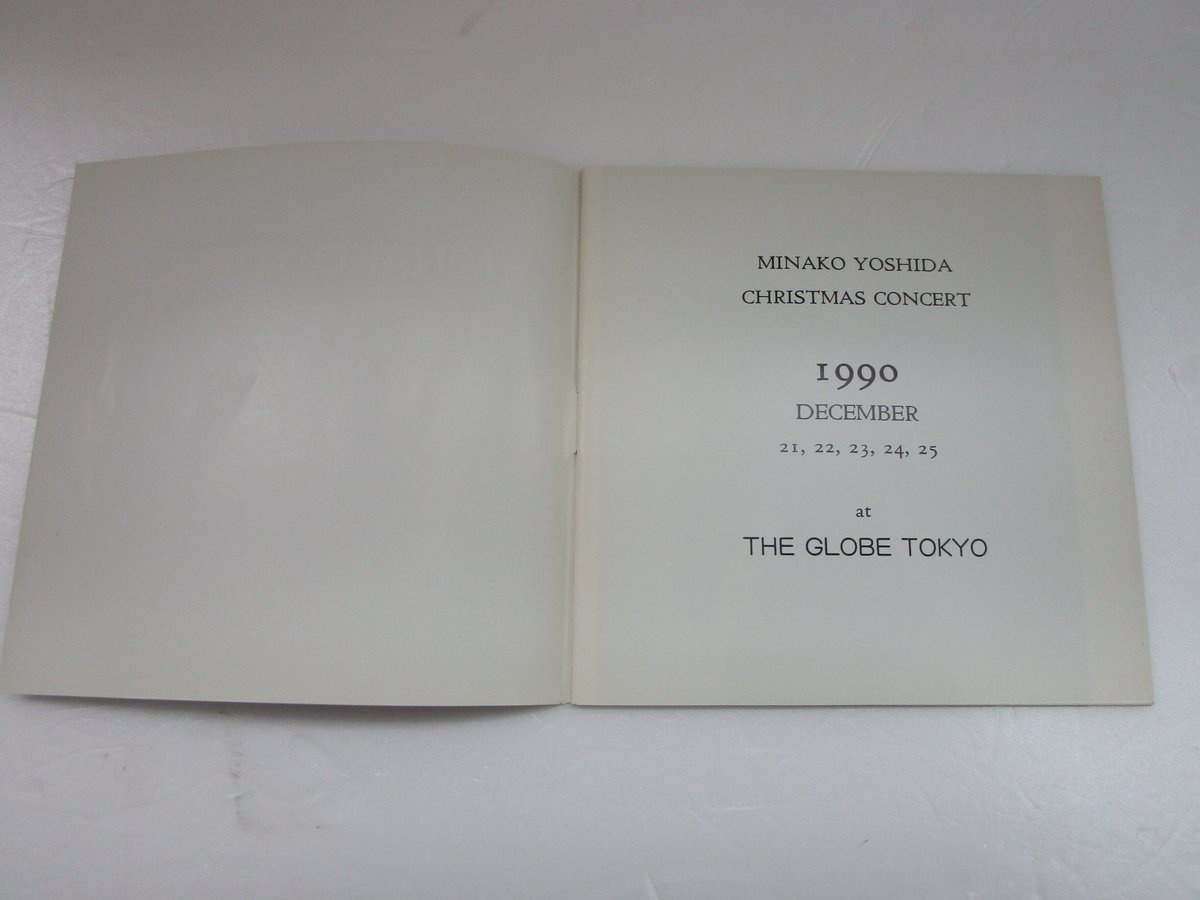 MINAKO YOSHIDA
CHRISTMAS CONCERT
1990
DECEMBER
21, 22, 23, 24, 25
at
THE GLOBE TOKYO